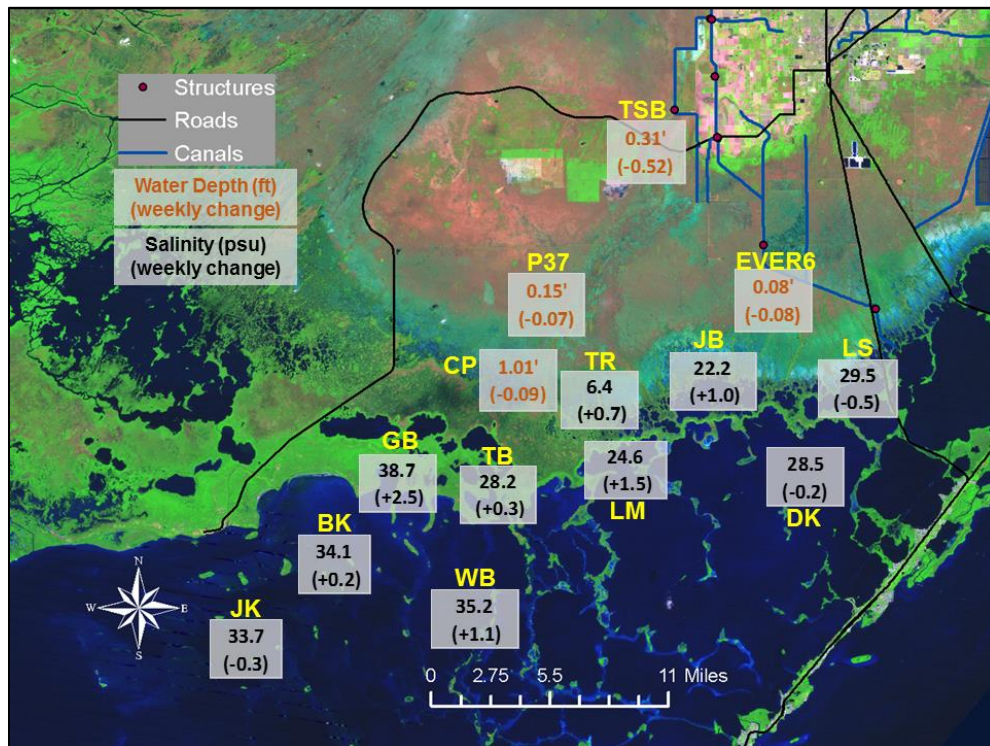 Structures
Roads
Canals
Water Depth (ft)
(weekly change)
Salinity (psu)
(weekly change)
TSB
0.31'
(-0.52)
P37
0.15'
(-0.07)
EVER6
0.08'
(-0.08)
CP
1.01'
(-0.09)
TR
6.4
(+0.7)
JB
22.2
(+1.0)
LS
29.5
(-0.5)
GB
38.7
(+2.5)
TB
28.2
(+0.3)
24.6
(+1.5)
LM
28.5
(-0.2)
DK
BK
34.1
(+0.2)
WB
35.2
(+1.1)
JK
33.7
(-0.3)
N
W E
S
0 2.75 5.5 11 Miles